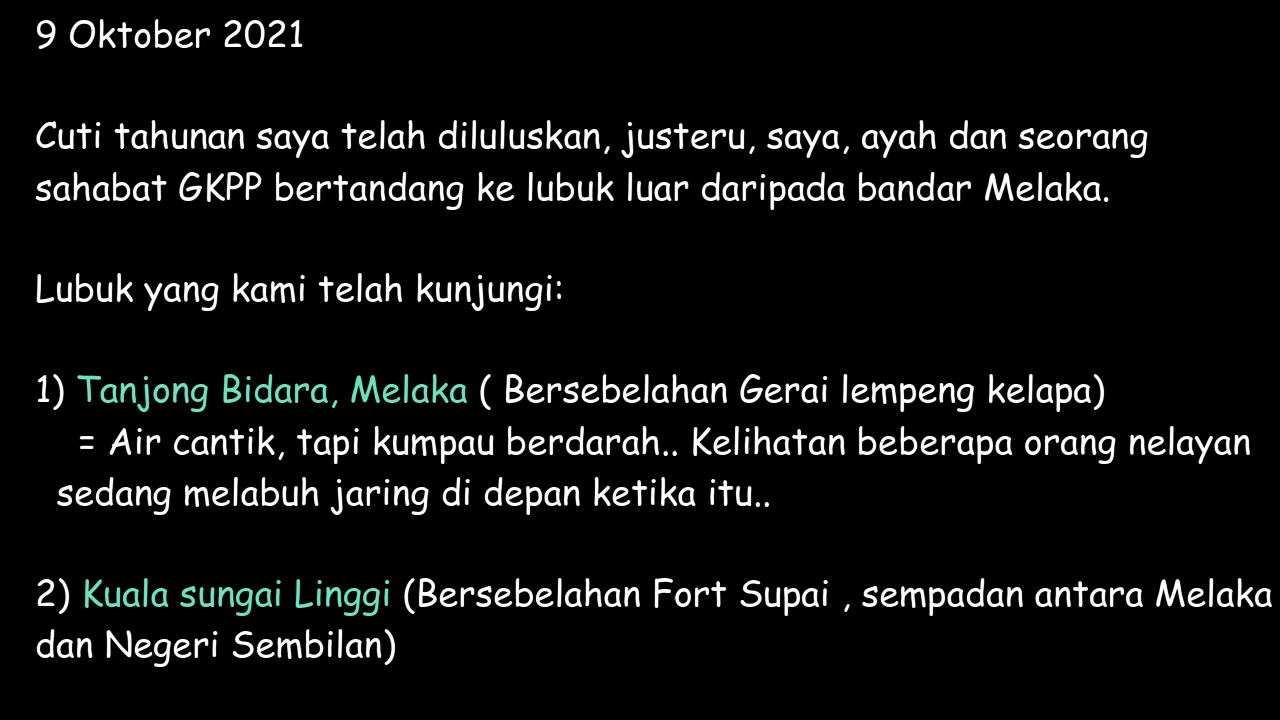 9 Oktober 2021
Cuti tahunan saya telah diluluskan, justeru, saya, ayah dan seorang
sahabat GKPP bertandang ke lubuk luar daripada bandar Melaka.
Lubuk yang kami telah kunjungi:
1) Tanjong Bidara, Melaka ( Bersebelahan Gerai lempeng kelapa)
= Air cantik, tapi kumpau berdarah.. Kelihatan beberapa orang nelayan
sedang melabuh jaring di depan ketika itu..
2) Kuala sungai Linggi (Bersebelahan Fort Supai , sempadan antara Melaka
dan Negeri Sembilan)